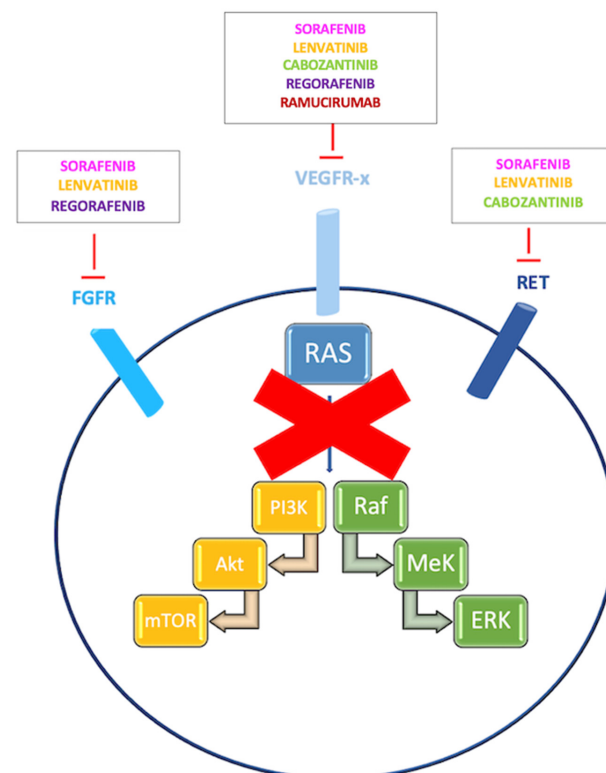 SORAFENIB
LENVATINIB
CABOZANTINIB
REGORAFENIB
RAMUCIRUMAB
VEGFR-x
SORAFENIB
LENVATINIB
REGORAFENIB
FGFR
SORAFENIB
LENVATINIB
CABOZANTINIB
RET
RAS
PI3K
Raf
Akt
MeK
mTOR
ERK